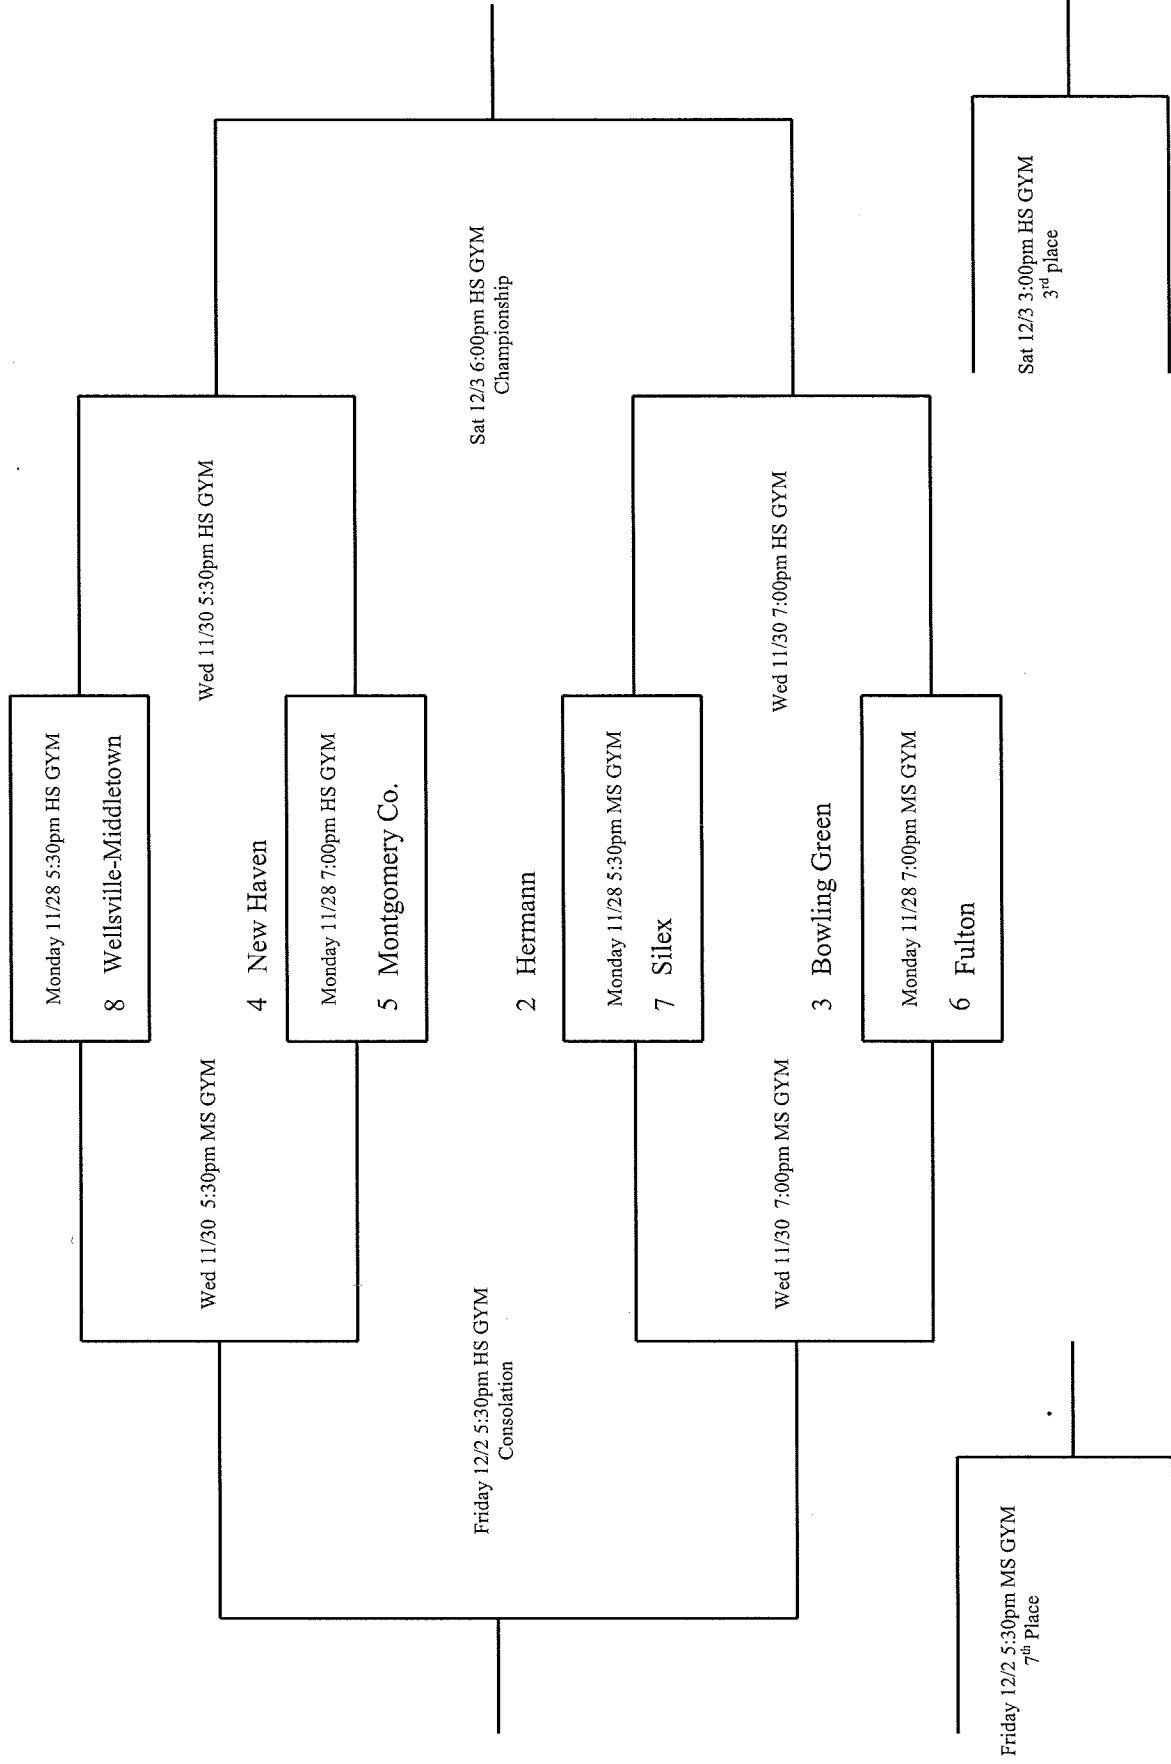 Monday 11/28 5:30pm HS GYM
8 Wellsville-Middletown
Wed 11/30 5:30pm MS GYM
Wed 11/30 5:30pm HS GYM
4 New Haven
Monday 11/28 7:00pm HS GYM
5 Montgomery Co.
Friday 12/2 5:30pm HS GYM
Consolation
Sat 12/3 6:00pm HS GYM
Championship
2 Hermann
Monday 11/28 5:30pm MS GYM
7 Silex
Wed 11/30 7:00pm MS GYM
Wed 11/30 7:00pm HS GYM
3 Bowling Green
Monday 11/28 7:00pm MS GYM
6 Fulton
Friday 12/2 5:30pm MS GYM
7th Place
Sat 12/3 3:00pm HS GYM
3rd place